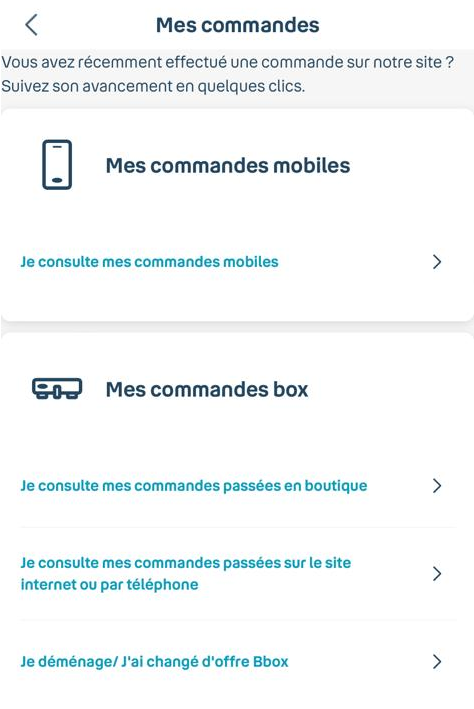 Mes commandes
Vous avez récemment effectué une commande sur notre site ?
Suivez son avancement en quelques clics.
Mes commandes mobiles
Je consulte mes commandes mobiles
Mes commandes box
Je consulte mes commandes passées en boutique
Je consulte mes commandes passées sur le site
internet ou par téléphone
Je déménage/ J'ai changé d'offre Bbox